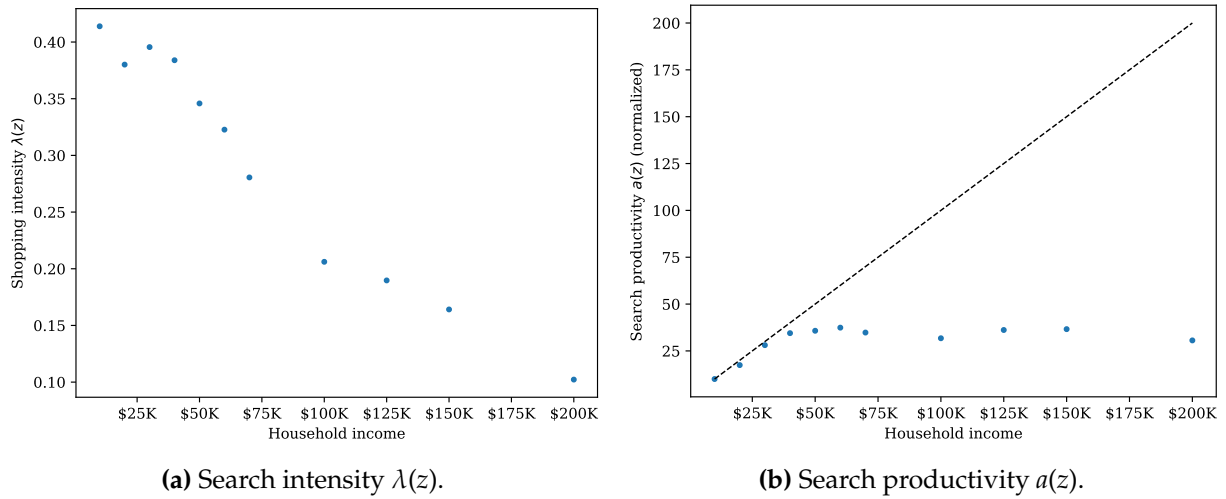 0.40
0.35
0.30
0.25
0.20
0.15
0.10
Shopping intensity λ(z)
$25K $50K $75K $100K $125K $150K $175K $200K
Household income
(a) Search intensity λ(z).
200
175
150
125
100
75
50
25
Search productivity a(z) (normalized)
$25K $50K $75K $100K $125K $150K $175K $200K
Household income
(b) Search productivity a(z).